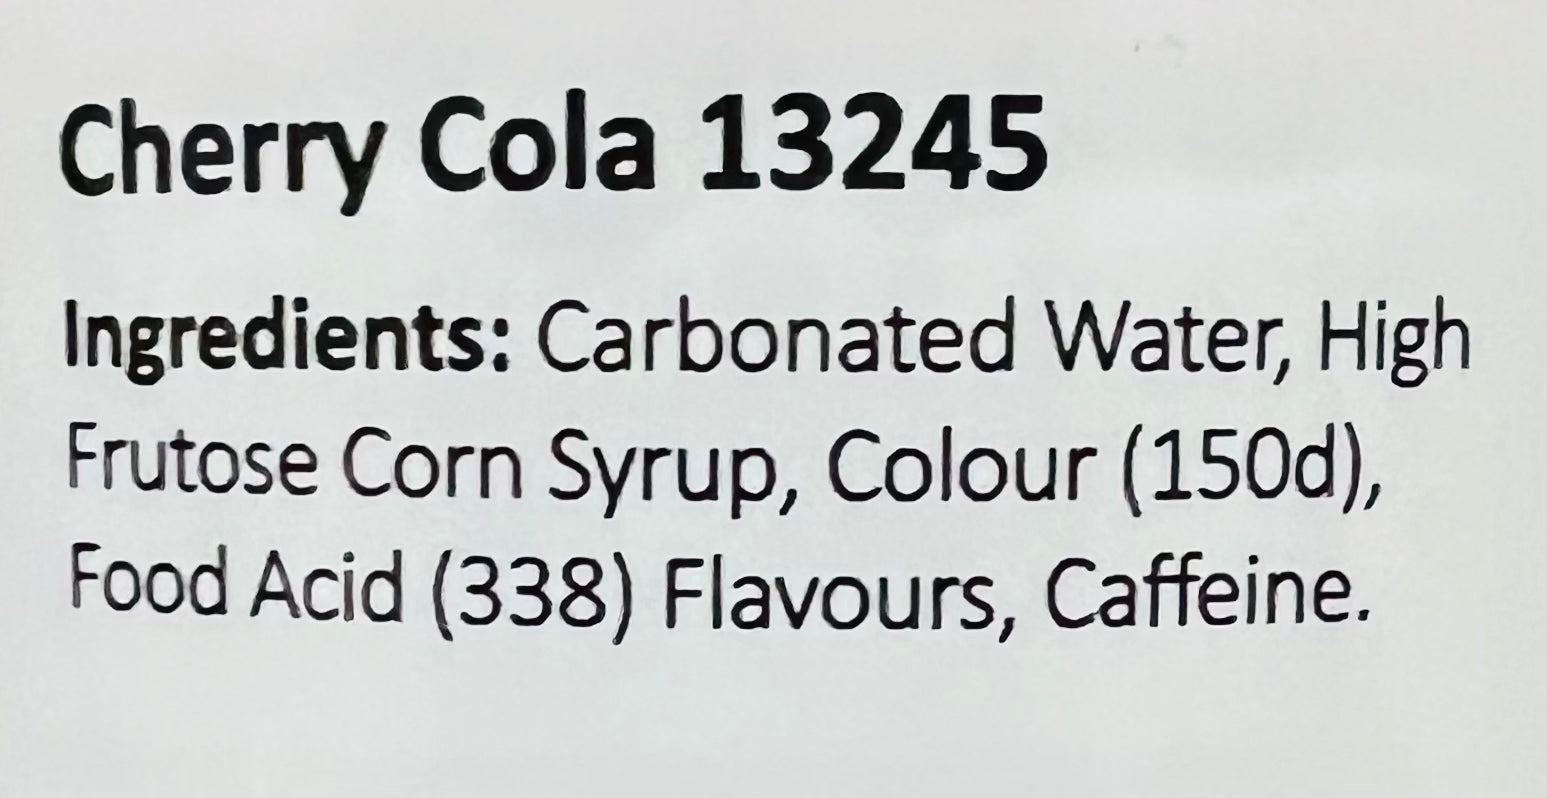 Cherry Cola 13245
Ingredients: Carbonated Water, High
Frutose Corn Syrup, Colour (150d),
Food Acid (338) Flavours, Caffeine.